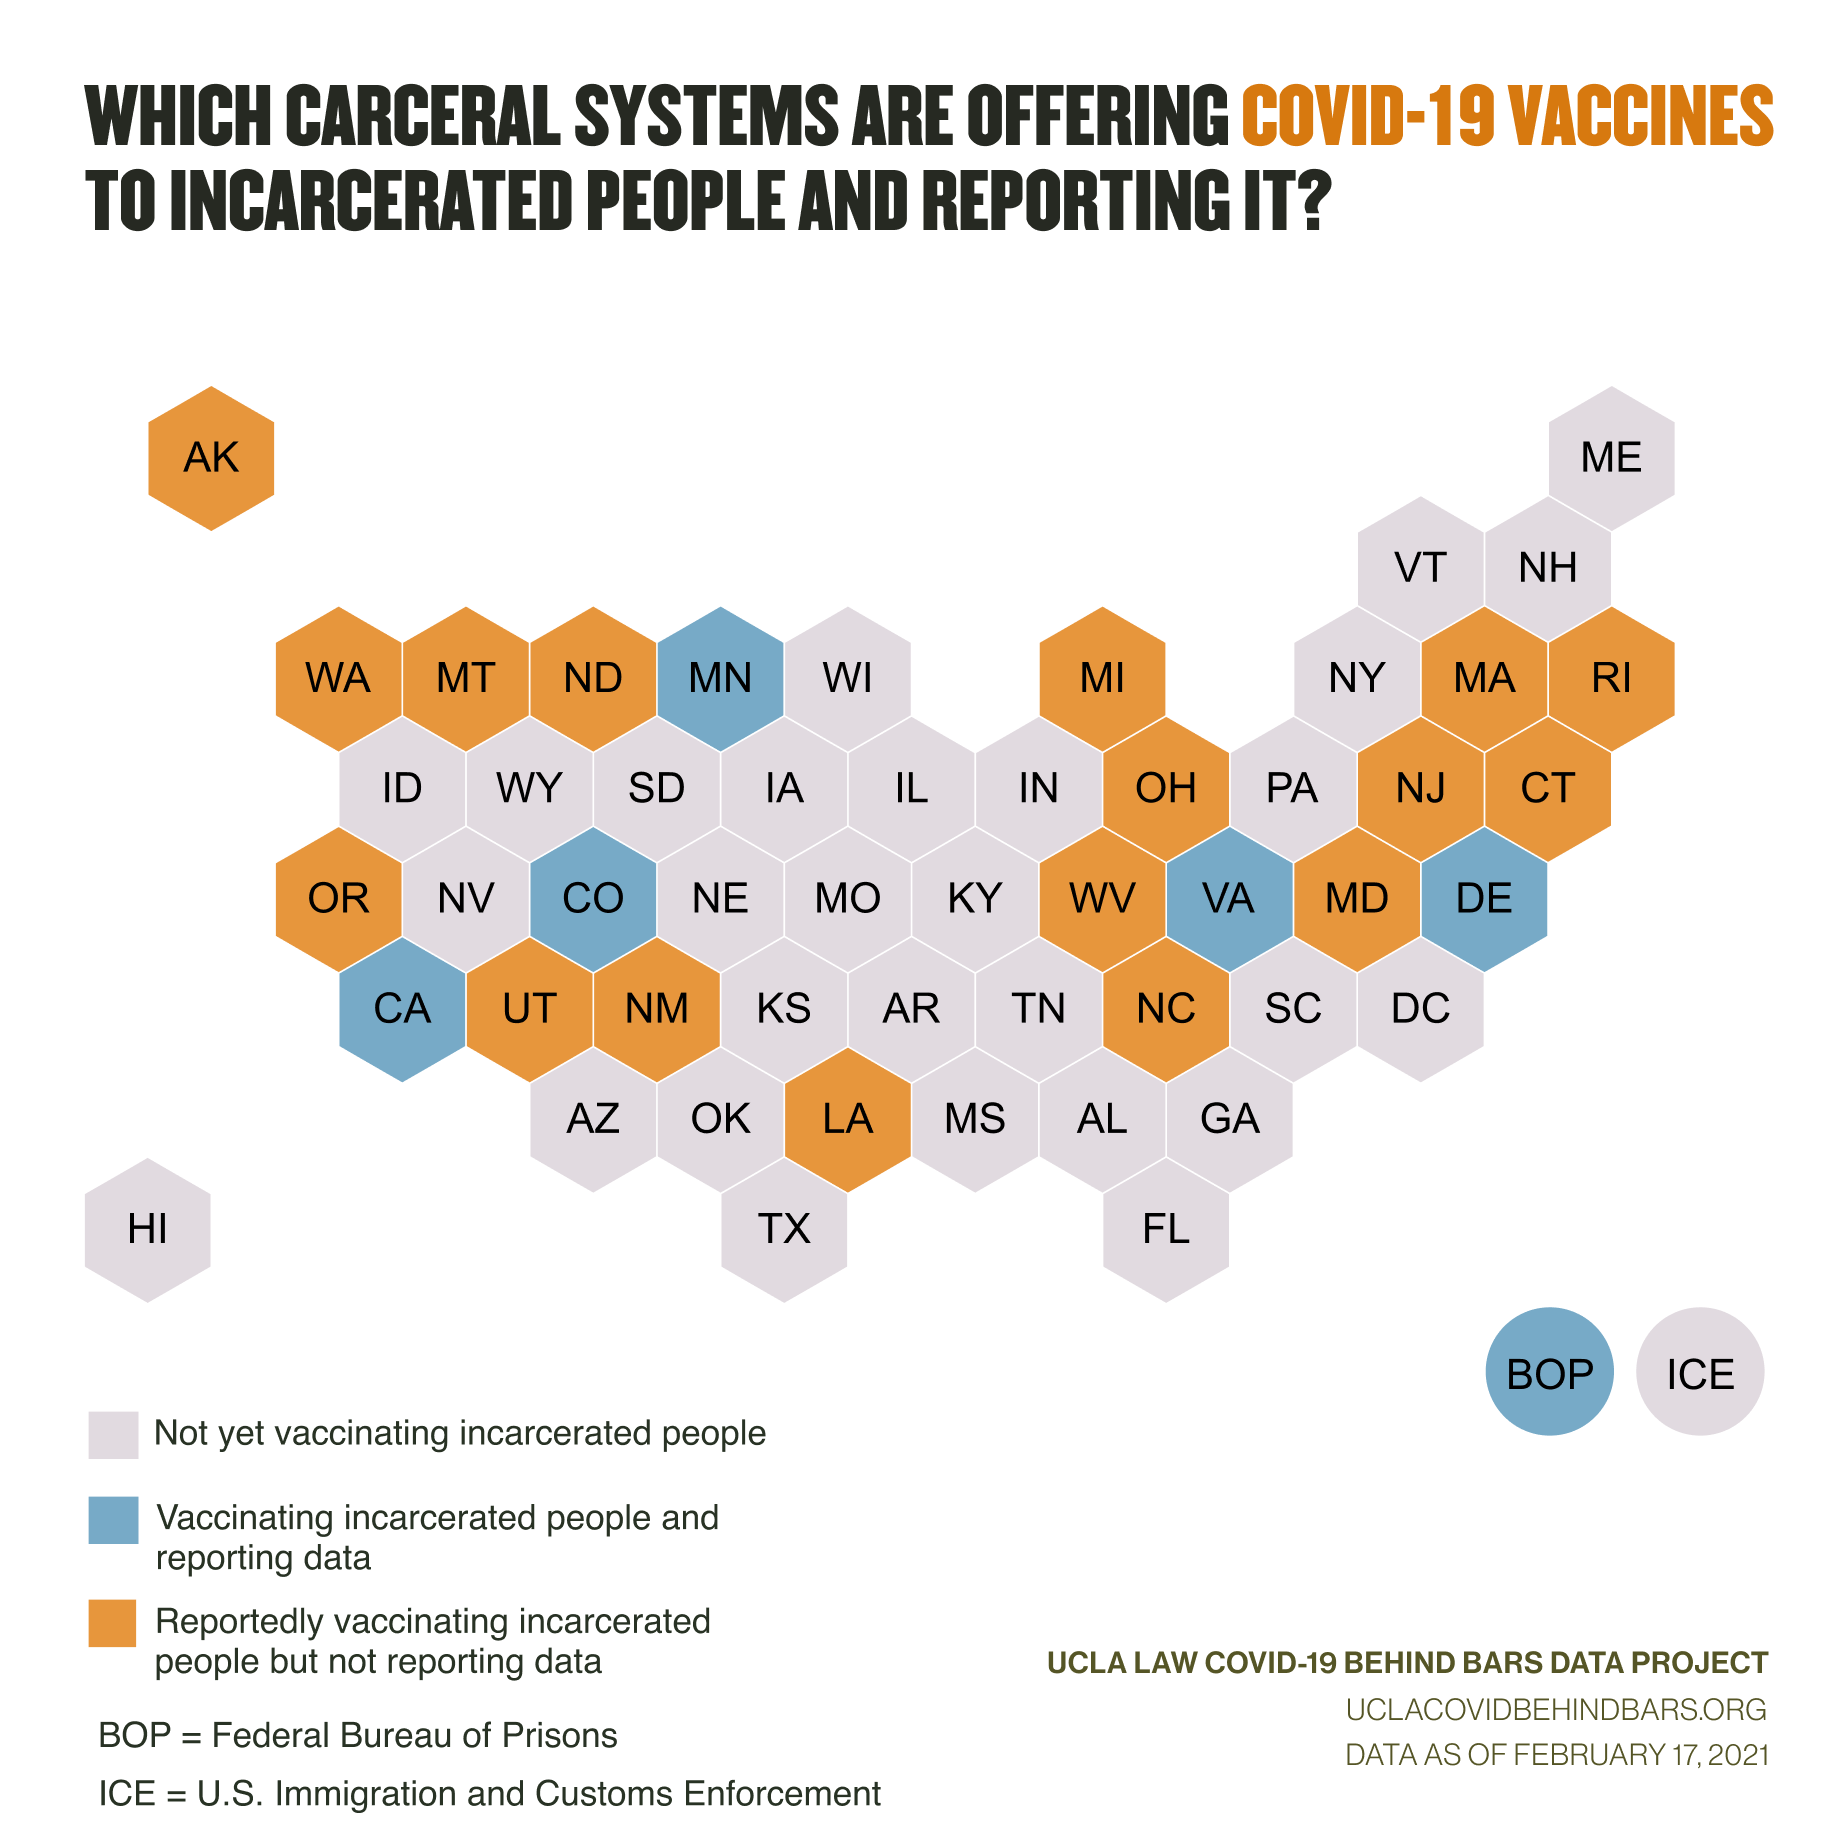 WHICH CARCERAL SYSTEMS ARE OFFERING COVID-19 VACCINES
TO INCARCERATED PEOPLE AND REPORTING IT?
AK
ME
VT
NH
WA
MT
ND
MN
WI
MI
NY
MA
RI
ID
WY
SD
IA
IL
IN
OH
PA
NJ
CT
OR
NV
CO
NE
MO
KY
WV
VA
MD
DE
CA
UT
NM
KS
AR
TN
NC
SC
DC
AZ
OK
LA
MS
AL
GA
HI
TX
FL
BOP
ICE
Not yet vaccinating incarcerated people
Vaccinating incarcerated people and
reporting data
Reportedly vaccinating incarcerated
people but not reporting data
BOP = Federal Bureau of Prisons
ICE = U.S. Immigration and Customs Enforcement
UCLA LAW COVID-19 BEHIND BARS DATA PROJECT
UCLACOVIDBEHINDBARS.ORG
DATA AS OF FEBRUARY 17, 2021